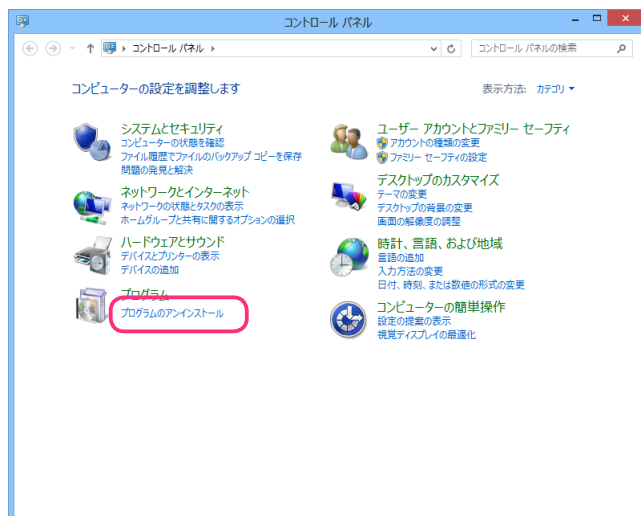 コントロール パネル
コントロール パネル
コントロール パネルの検索
コンピューターの設定を調整します
表示方法: カテゴリ
システムとセキュリティ
コンピューターの状態を確認
ファイル履歴でファイルのバックアップ コピーを保存
問題の発見と解決
ネットワークとインターネット
ネットワークの状態とタスクの表示
ホームグループと共有に関するオプションの選択
ハードウェアとサウンド
デバイスとプリンターの表示
デバイスの追加
プログラム
プログラムのアンインストール
ユーザー アカウントとファミリー セーフティ
アカウントの種類の変更
ファミリー セーフティの設定
デスクトップのカスタマイズ
テーマの変更
デスクトップの背景の変更
画面の解像度の調整
時計、言語、および地域
言語の追加
入力方法の変更
日付、時刻、または数値の形式の変更
コンピューターの簡単操作
設定の提案の表示
視覚ディスプレイの最適化